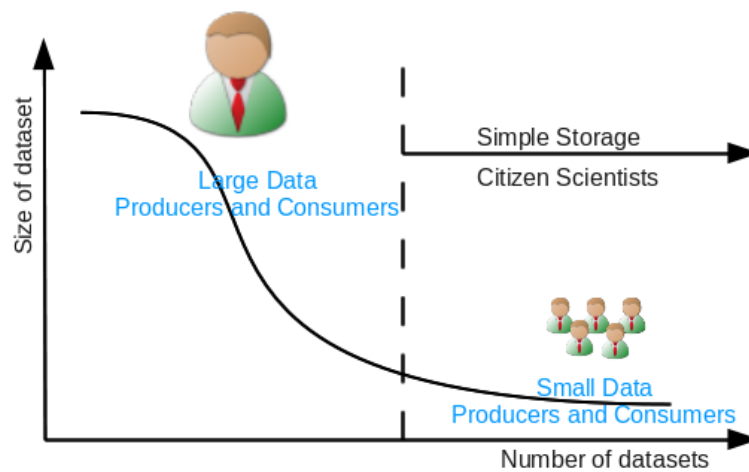 Size of dataset
Large Data
Producers and Consumers
Simple Storage
Citizen Scientists
Small Data
Producers and Consumers
Number of datasets